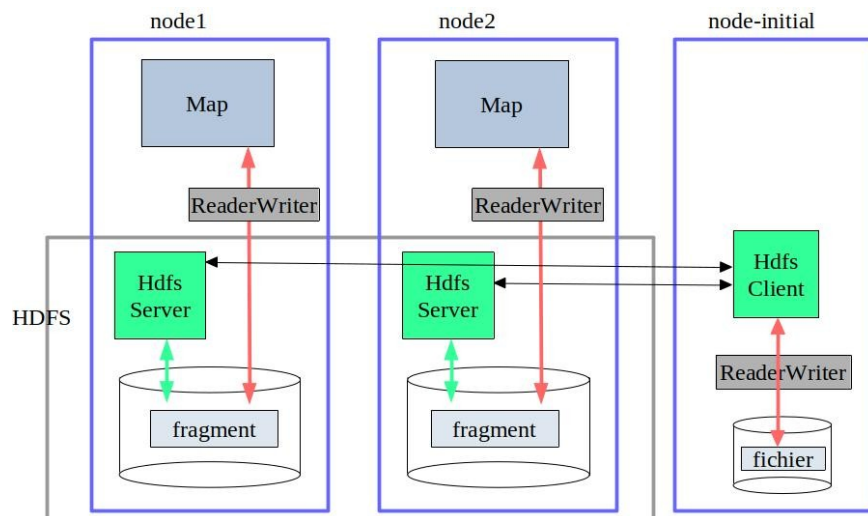 node1
node2
node-initial
Map
Map
ReaderWriter
ReaderWriter
Hdfs
Server
Hdfs
Server
Hdfs
Client
HDFS
ReaderWriter
fragment
fragment
fichier